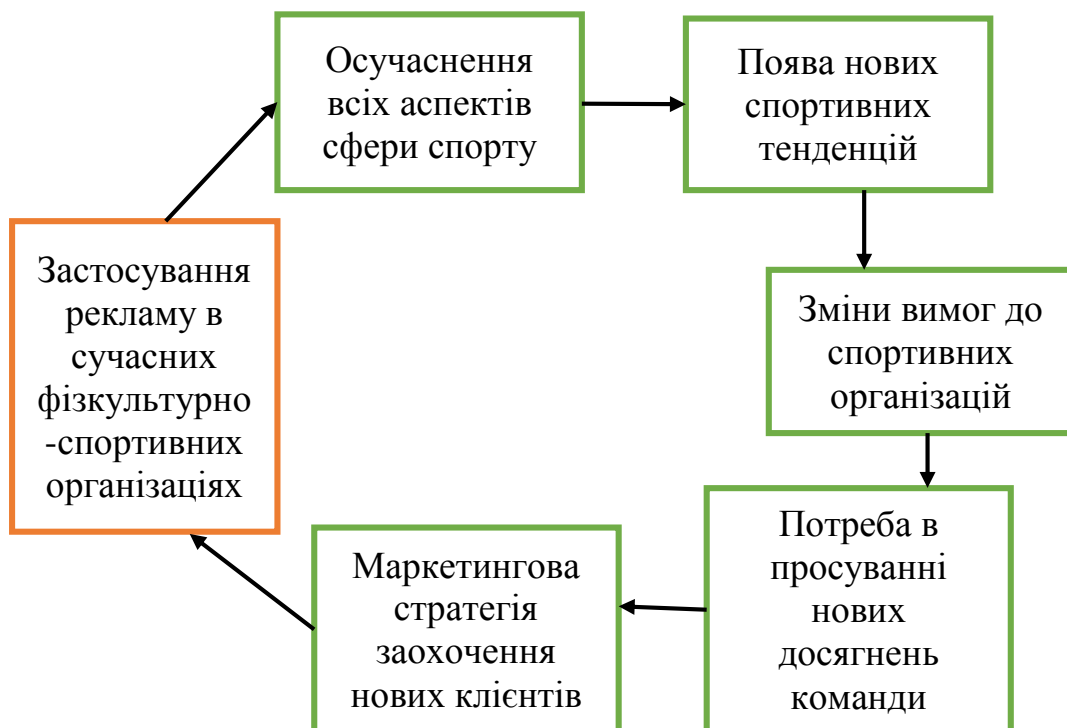 Осучаснення
всіх аспектів
сфери спорту
Поява нових
спортивних
тенденцій
Зміни вимог до
спортивних
організацій
Потреба в
просуванні
нових
досягнень
команди
Маркетингова
стратегія
заохочення
нових клієнтів
Застосування
рекламу в
сучасних
фізкультурно
-спортивних
організаціях